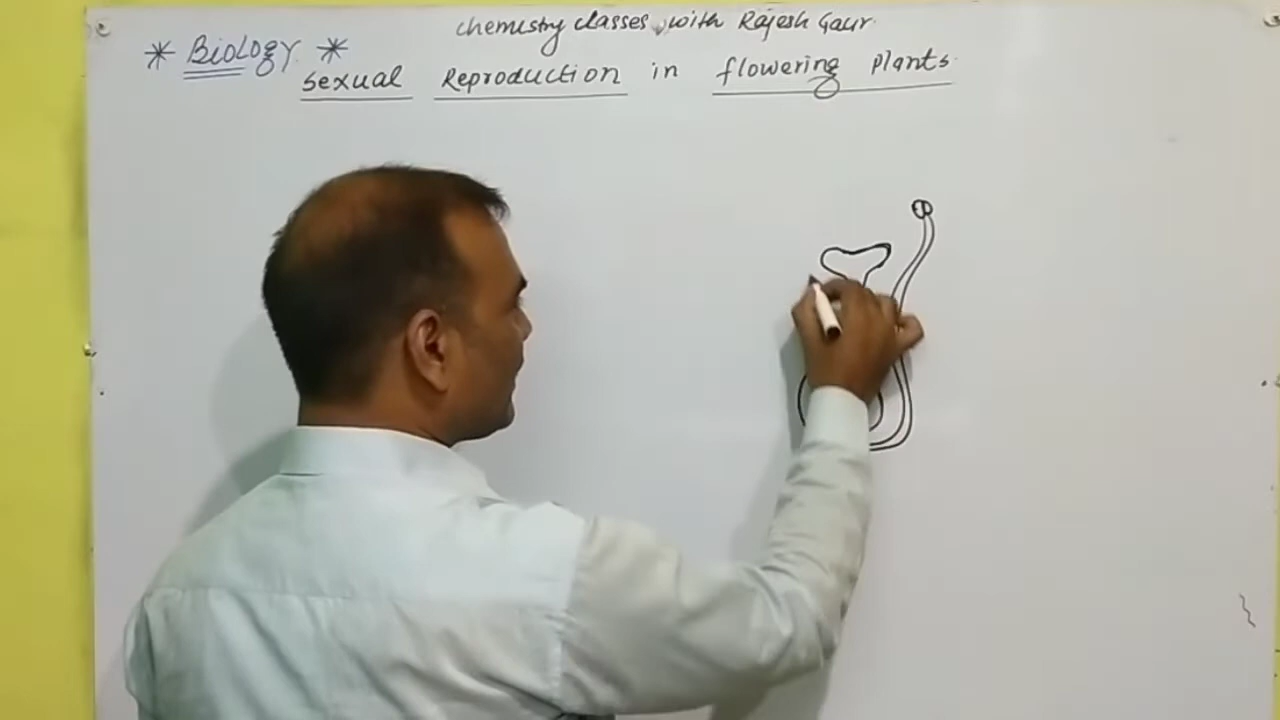 chemistry classes with Rajesh Gaur
* Biology *
Sexual Reproduction in flowering plants